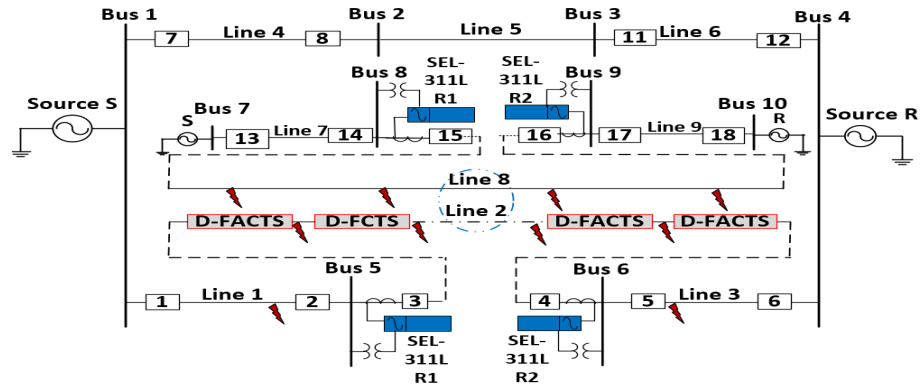 Bus 1
Bus 2
Bus 3
Bus 4
7
Line 4
8
Line 5
11
Line 6
12
Source S
Bus 7
Bus 8
SEL-
311L
R1
SEL-
311L
R2
Bus 9
Bus 10
Source R
S
13
Line 7
14
15
16
17
Line 9
18
R
Line 8
Line 2
D-FACTS
D-FCTS
D-FACTS
D-FACTS
Bus 5
Bus 6
1
Line 1
2
3
4
5
Line 3
6
SEL-
311L
R1
SEL-
311L
R2